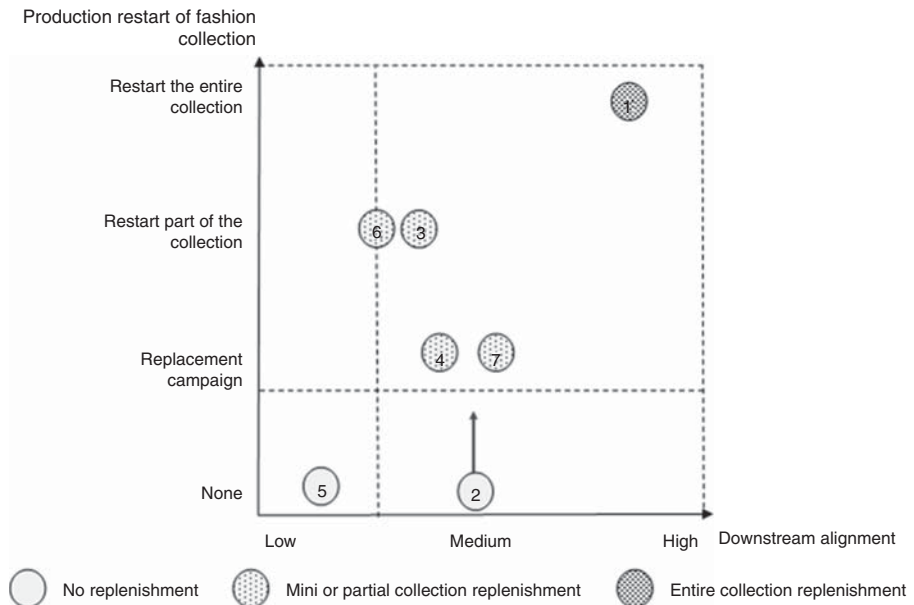 Production restart of fashion
collection
Restart the entire
collection
1
Restart part of the
collection
6 3
Replacement
campaign
4 7
None
5 2
Low Medium High Downstream alignment
No replenishment Mini or partial collection replenishment Entire collection replenishment